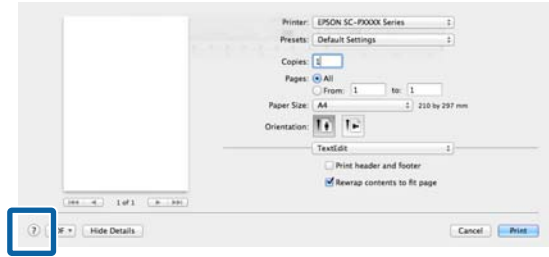 Printer: EPSON SC-PXXXX Series
Presets: Default Settings
Copies: 1
Pages: All
From: 1 to: 1
Paper Size: A4 210 by 297 mm
Orientation:
TextEdit
Print header and footer
Rewrap contents to fit page
1 of 1
? Hide Details Cancel Print